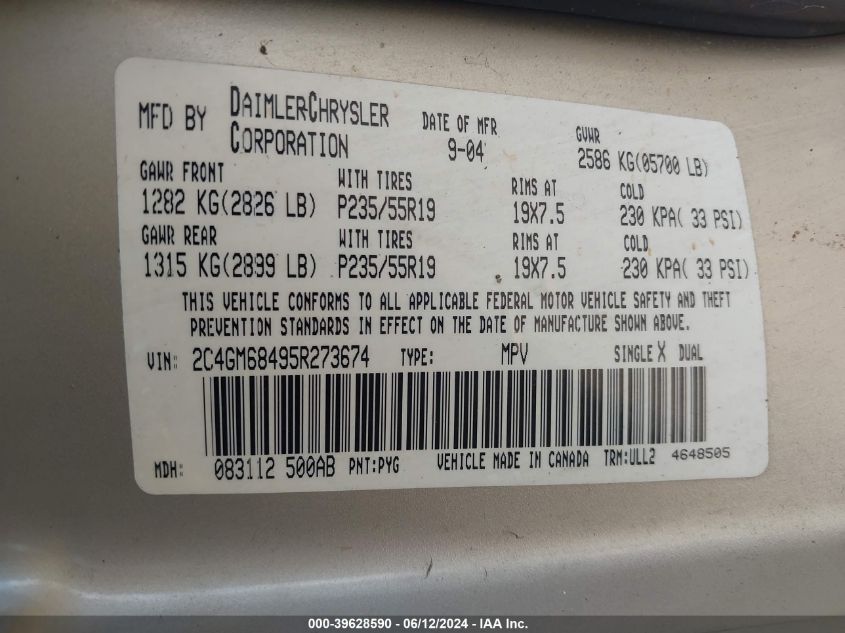 MFD BY DAIMLERCHRYSLER CORPORATION DATE OF MFR 9-04 GVWR 2586 KG(05700 LB)
GAWR FRONT WITH TIRES RIMS AT COLD
1282 KG(2826 LB) P235/55R19 19X7.5 230 KPA( 33 PSI)
GAWR REAR WITH TIRES RIMS AT COLD
1315 KG(2899 LB) P235/55R19 19X7.5 230 KPA( 33 PSI)
THIS VEHICLE CONFORMS TO ALL APPLICABLE FEDERAL MOTOR VEHICLE SAFETY AND THEFT
PREVENTION STANDARDS IN EFFECT ON THE DATE OF MANUFACTURE SHOWN ABOVE.
VIN: 2C4GM68495R273674 TYPE: MPV SINGLE X DUAL
MDH: 083112 500AB PNT:PYG VEHICLE MADE IN CANADA TRM:ULL2 4648505
000-39628590 - 06/12/2024 - IAA Inc.